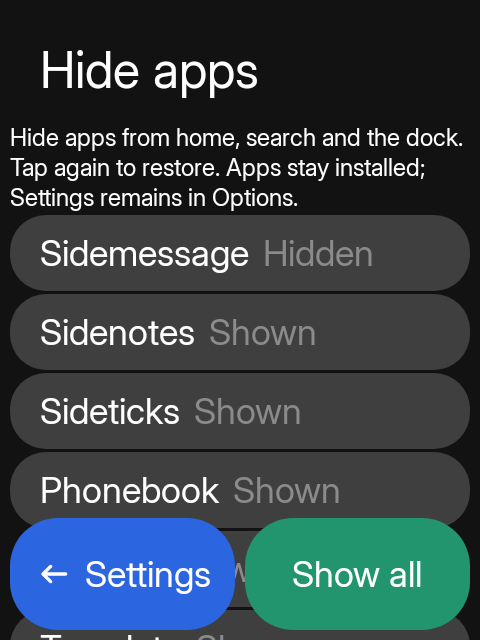 Hide apps
Hide apps from home, search and the dock.
Tap again to restore. Apps stay installed;
Settings remains in Options.
Sidemessage Hidden
Sidenotes Shown
Sideticks Shown
Phonebook Shown
← Settings
Show all